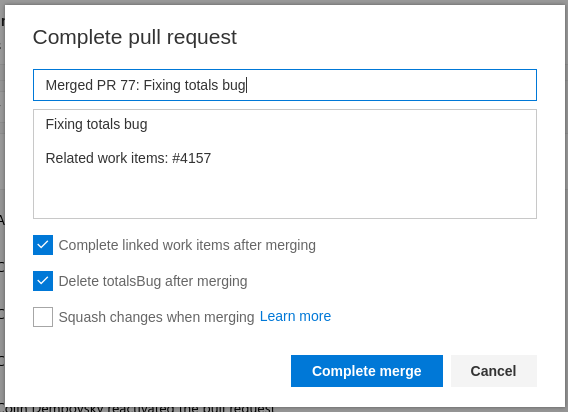 Complete pull request
Merged PR 77: Fixing totals bug
Fixing totals bug
Related work items: #4157
Complete linked work items after merging
Delete totalsBug after merging
Squash changes when merging Learn more
Complete merge Cancel
Colin Dembovsky reactivated the pull request